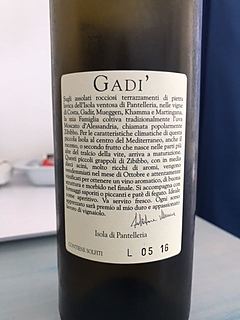 GADI'
Sugli assolati rocciosi terrazzamenti di pietra
lavica dell'Isola ventosa di Pantelleria, nelle vigne
di Costa, Gadir, Mueggen, Khamma e Martingana,
la mia Famiglia coltiva tradizionalmente l'uva
Moscato d'Alessandria, chiamata popolarmente
Zibibbo. Per le caratteristiche climatiche di questa
piccola Isola al centro del Mediterraneo, anche il
racemo, o secondo frutto che nasce nelle parti più
alte del tralcio della vite, arriva a maturazione.
Questi piccoli grappoli di Zibibbo, con in media
dieci acini, molto ricchi di aromi, vengono
vendemmiati nel mese di Ottobre e attentamente
vinificati per ottenere un vino aromatico, di buona
struttura e morbido nel finale. Si accompagna con
formaggi saporiti o piccanti e paté di fegato. Ideale
come aperitivo. Va servito fresco. Ogni sereno
apprezzato sarà premio al mio duro e appassionato
lavoro di vignaiolo.
Isola di Pantelleria
CONTIENE SOLFITI
L 05 16